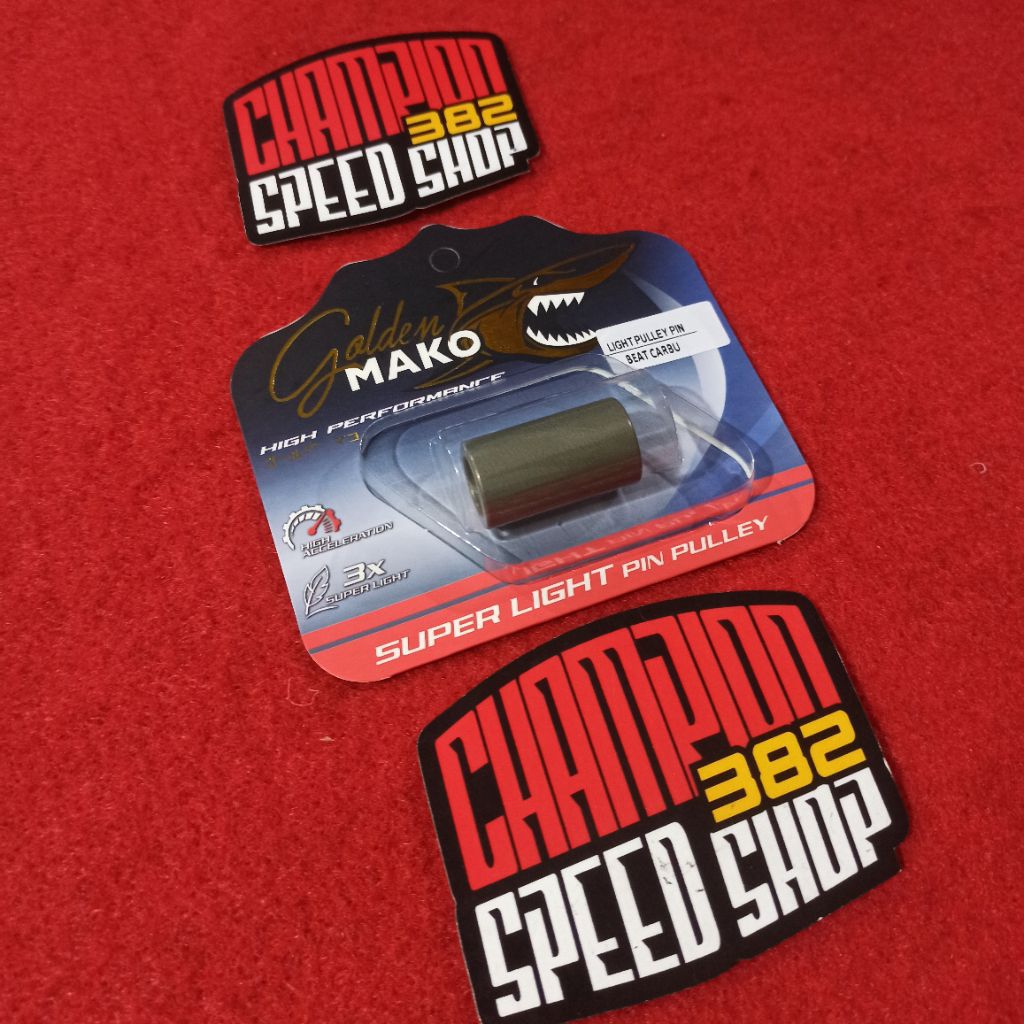 CHAMPION
382
SPEED SHOP
Golden
MAKO
LIGHT PULLEY PIN
BEAT CARBU
HIGH PERFORMANCE
HIGH
ACCELERATION
3x
SUPER LIGHT
SUPER LIGHT PIN PULLEY
CHAMPION
382
SPEED SHOP